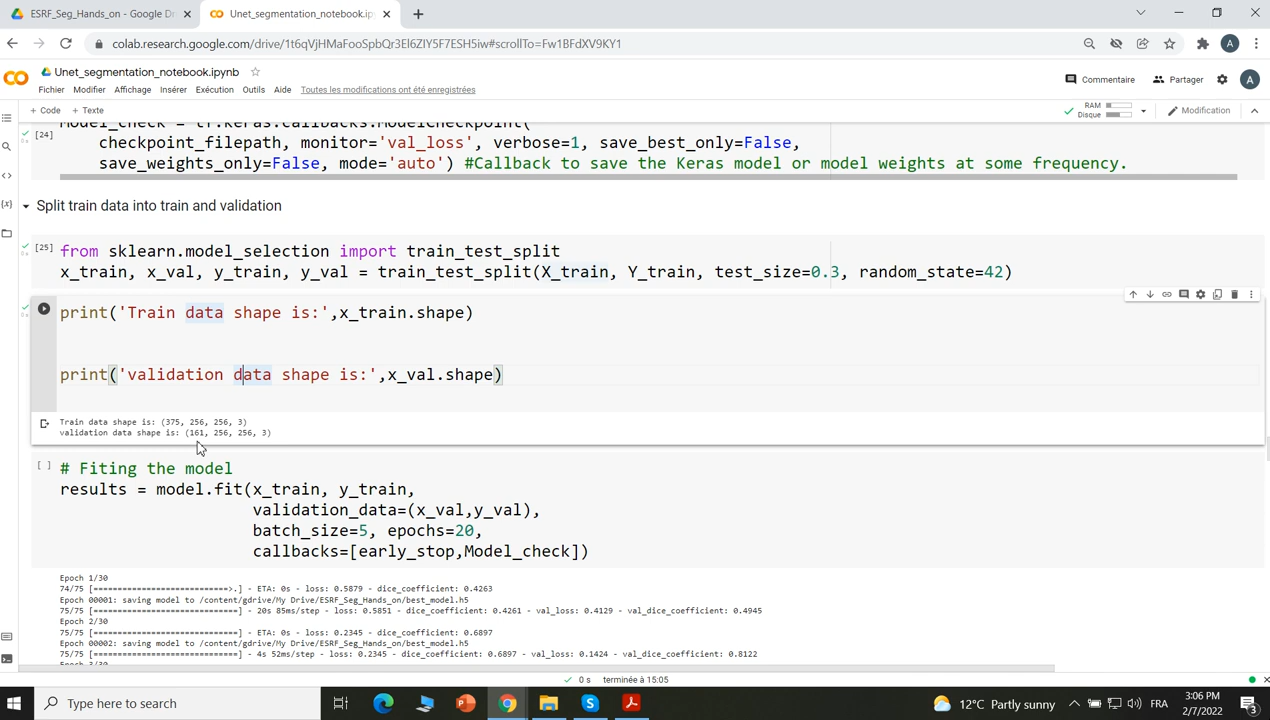 ESRF_Seg_Hands_on - Google D
Unet_segmentation_notebook.ipyn
colab.research.google.com/drive/1t6qVjHMaFooSpbQr3El6ZIY5F7ESH5iw#scrollTo=Fw1BFdXV9KY1
A
Unet_segmentation_notebook.ipynb
Commentaire
Partager
A
Fichier Modifier Affichage Insérer Exécution Outils Aide Toutes les modifications ont été enregistrées
+ Code + Texte
RAM
Disque
Modification
Model_check = tf.keras.callbacks.ModelCheckpoint(
[24]
checkpoint_filepath, monitor='val_loss', verbose=1, save_best_only=False,
save_weights_only=False, mode='auto') #Callback to save the Keras model or model weights at some frequency.
Split train data into train and validation
[25] from sklearn.model_selection import train_test_split
x_train, x_val, y_train, y_val = train_test_split(X_train, Y_train, test_size=0.3, random_state=42)
print('Train data shape is:',x_train.shape)
print('validation data shape is:',x_val.shape)
Train data shape is: (375, 256, 256, 3)
validation data shape is: (161, 256, 256, 3)
[ ] # Fiting the model
results = model.fit(x_train, y_train,
validation_data=(x_val,y_val),
batch_size=5, epochs=20,
callbacks=[early_stop,Model_check])
Epoch 1/30
74/75 [============================>.] - ETA: 0s - loss: 0.5879 - dice_coefficient: 0.4263
Epoch 00001: saving model to /content/gdrive/My Drive/ESRF_Seg_Hands_on/best_model.h5
75/75 [==============================] - 20s 85ms/step - loss: 0.5851 - dice_coefficient: 0.4261 - val_loss: 0.4129 - val_dice_coefficient: 0.4945
Epoch 2/30
75/75 [==============================] - ETA: 0s - loss: 0.2345 - dice_coefficient: 0.6897
Epoch 00002: saving model to /content/gdrive/My Drive/ESRF_Seg_Hands_on/best_model.h5
75/75 [==============================] - 4s 52ms/step - loss: 0.2345 - dice_coefficient: 0.6897 - val_loss: 0.1424 - val_dice_coefficient: 0.8122
Epoch 3/30
0 s terminée à 15:05
Type here to search
12°C Partly sunny
FRA
3:06 PM
2/7/2022
3